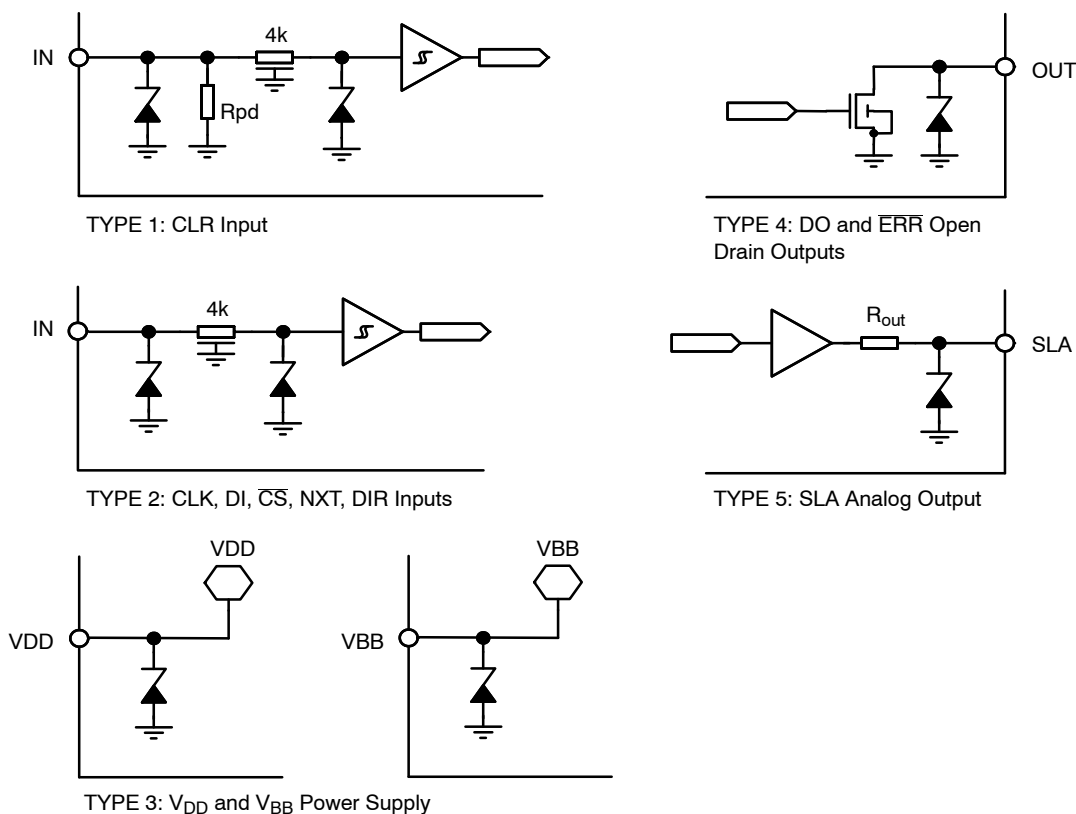 IN
4k
Rpd
TYPE 1: CLR Input
OUT
TYPE 4: DO and E̅R̅R̅ Open
Drain Outputs
IN
4k
TYPE 2: CLK, DI, C̅S̅, NXT, DIR Inputs
Rout
SLA
TYPE 5: SLA Analog Output
VDD
VDD
VBB
VBB
TYPE 3: VDD and VBB Power Supply